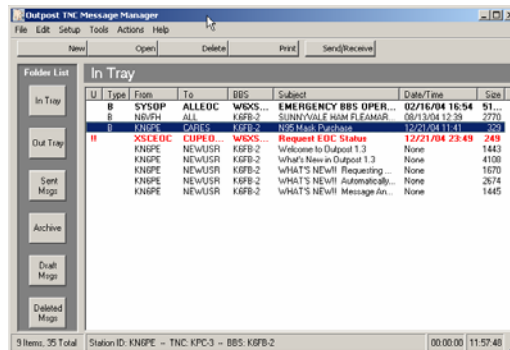 Outpost TNC Message Manager
File Edit Setup Tools Actions Help
New Open Delete Print Send/Receive
Folder List In Tray
U Type From To BBS Subject Date/Time Size
B SYSOP ALLEOC W6XS... EMERGENCY BBS OPER... 02/16/04 16:54 51...
B N6VFH ALL K6FB-2 SUNNYVALE HAM FLEAMAR... 08/13/04 12:39 2770
B KN6PE CARES K6FB-2 N95 Mask Purchase 12/21/04 11:41 329
!! XSCEOC CUPEO... W6XS... Request EOC Status 12/21/04 23:49 249
KN6PE NEWUSR K6FB-2 Welcome to Outpost 1.3 None 1443
KN6PE NEWUSR K6FB-2 What's New in Outpost 1.3 None 4108
KN6PE NEWUSR K6FB-2 WHAT'S NEW!! Requesting ... None 1670
KN6PE NEWUSR K6FB-2 WHAT'S NEW!! Automatically... None 2674
KN6PE NEWUSR K6FB-2 WHAT'S NEW!! Message An... None 1445
In Tray
Out Tray
Sent
Msgs
Archive
Draft
Msgs
Deleted
Msgs
9 Items, 35 Total Station ID: KN6PE -- TNC: KPC-3 -- BBS: K6FB-2 00:00:00 11:57:48